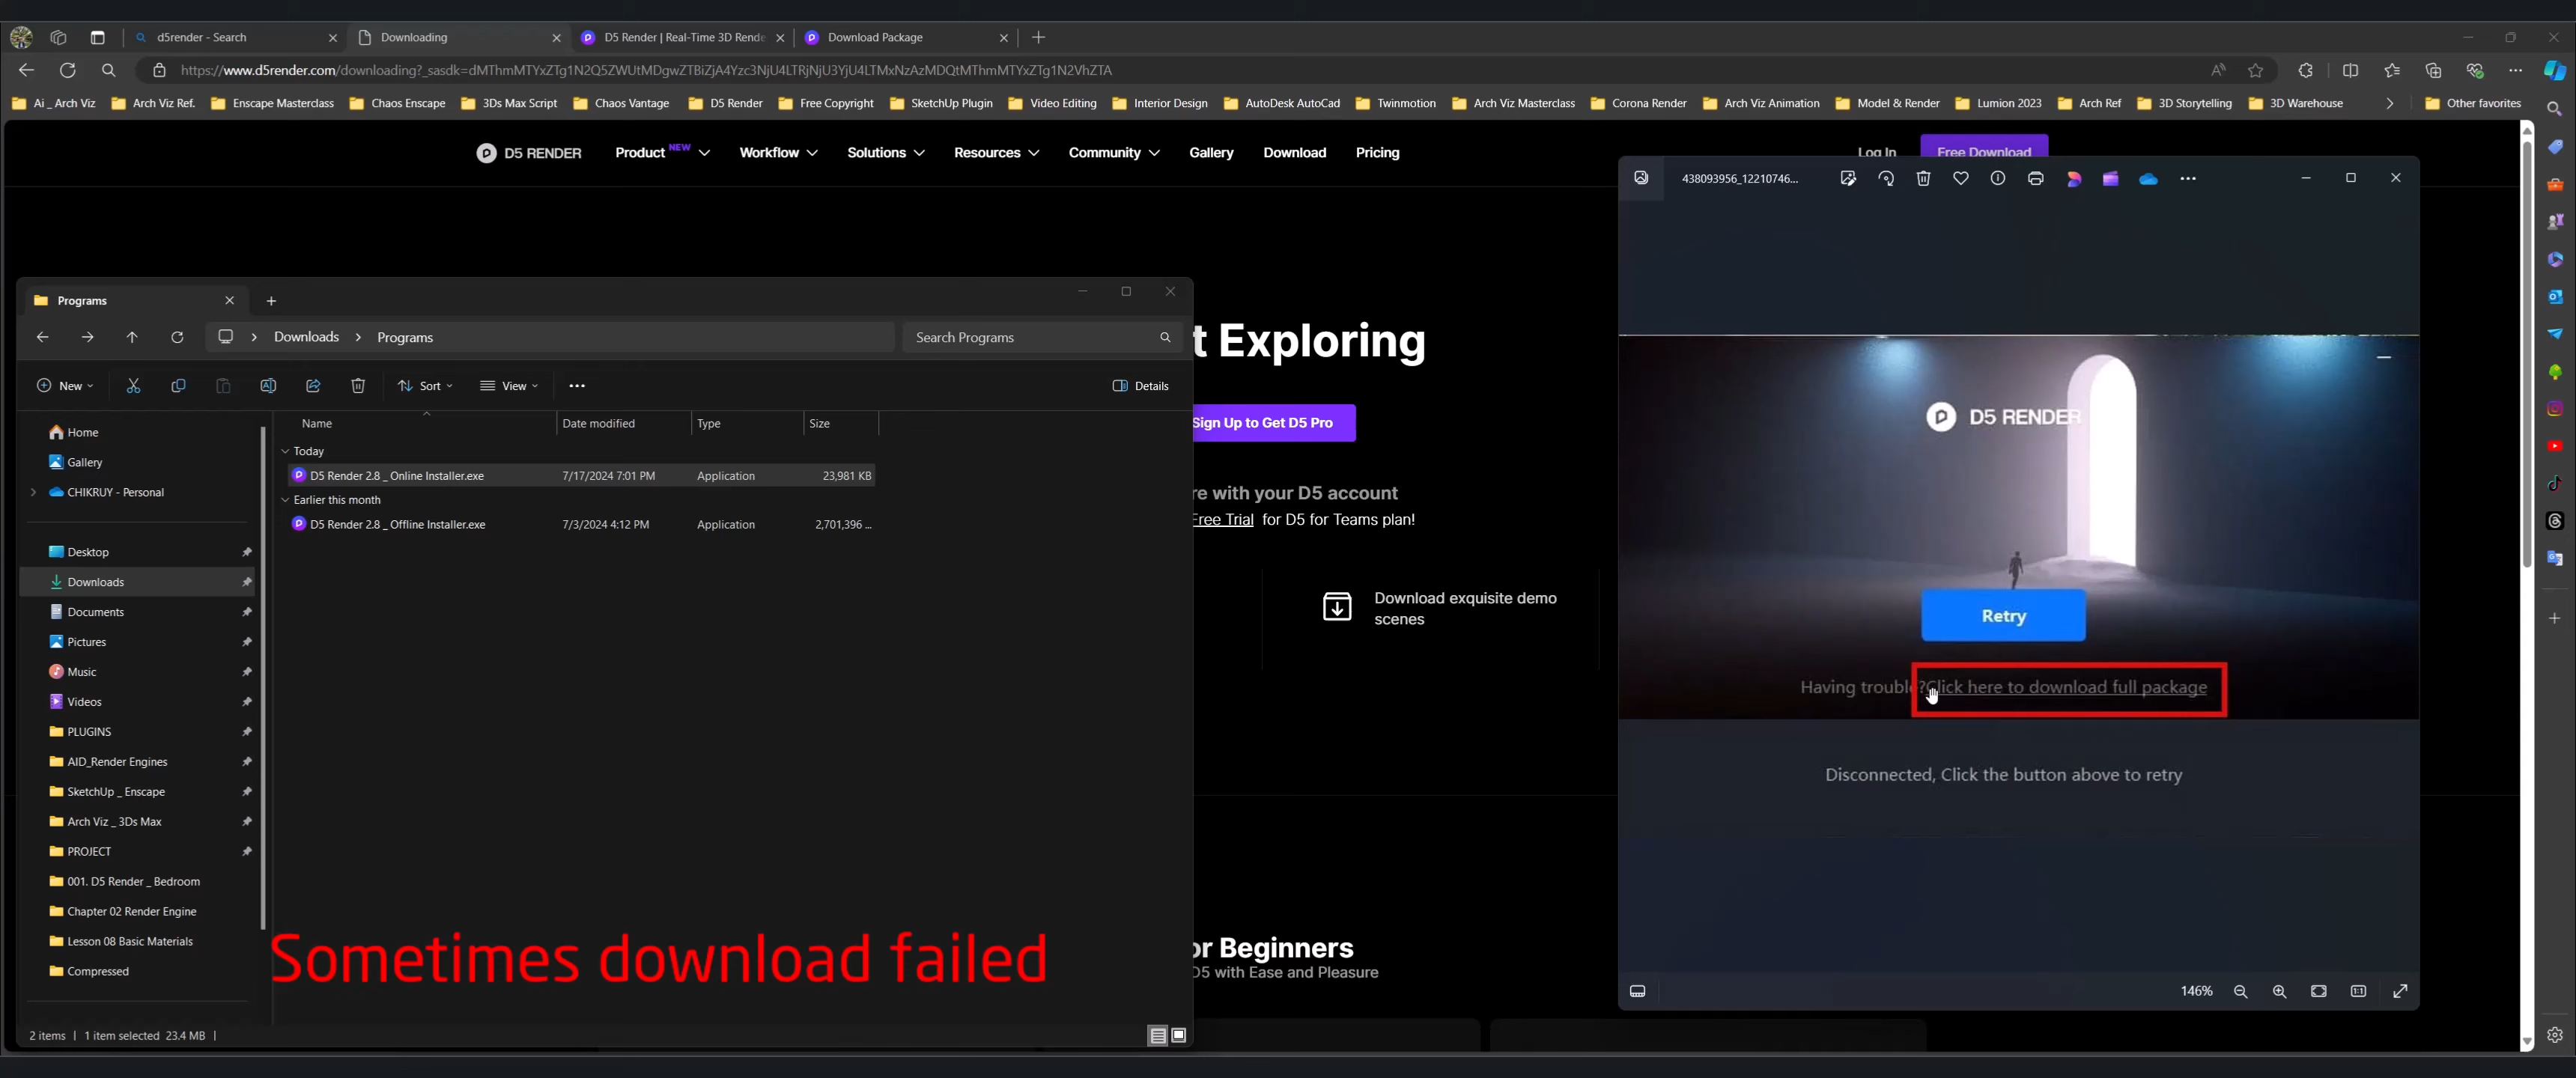 d5render - Search
Downloading
D5 Render | Real-Time 3D Rende
Download Package
https://www.d5render.com/downloading?_sasdk=dMThmMTYxZTg1N2Q5ZWUtMDgwZTBiZjA4Yzc3NjU4LTRjNjU3YjU4LTMxNzAzMDQtMThmMTYxZTg1N2VhZTA
Ai _ Arch Viz
Arch Viz Ref.
Enscape Masterclass
Chaos Enscape
3Ds Max Script
Chaos Vantage
D5 Render
Free Copyright
SketchUp Plugin
Video Editing
Interior Design
AutoDesk AutoCad
Twinmotion
Arch Viz Masterclass
Corona Render
Arch Viz Animation
Model & Render
Lumion 2023
Arch Ref
3D Storytelling
3D Warehouse
Other favorites
D5 RENDER
Product NEW
Workflow
Solutions
Resources
Community
Gallery
Download
Pricing
Log In
Free Download
t Exploring
Sign Up to Get D5 Pro
re with your D5 account
Free Trial for D5 for Teams plan!
Download exquisite demo
scenes
or Beginners
D5 with Ease and Pleasure
Programs
Downloads
Programs
Search Programs
New
Sort
View
Details
Name
Date modified
Type
Size
Today
D5 Render 2.8 _ Online Installer.exe
7/17/2024 7:01 PM
Application
23,981 KB
Earlier this month
D5 Render 2.8 _ Offline Installer.exe
7/3/2024 4:12 PM
Application
2,701,396 ...
Home
Gallery
CHIKRUY - Personal
Desktop
Downloads
Documents
Pictures
Music
Videos
PLUGINS
AID_Render Engines
SketchUp _ Enscape
Arch Viz _ 3Ds Max
PROJECT
001. D5 Render _ Bedroom
Chapter 02 Render Engine
Lesson 08 Basic Materials
Compressed
2 items
1 item selected 23.4 MB
Sometimes download failed
438093956_12210746...
D5 RENDER
Retry
Having trouble?Click here to download full package
Disconnected, Click the button above to retry
146%